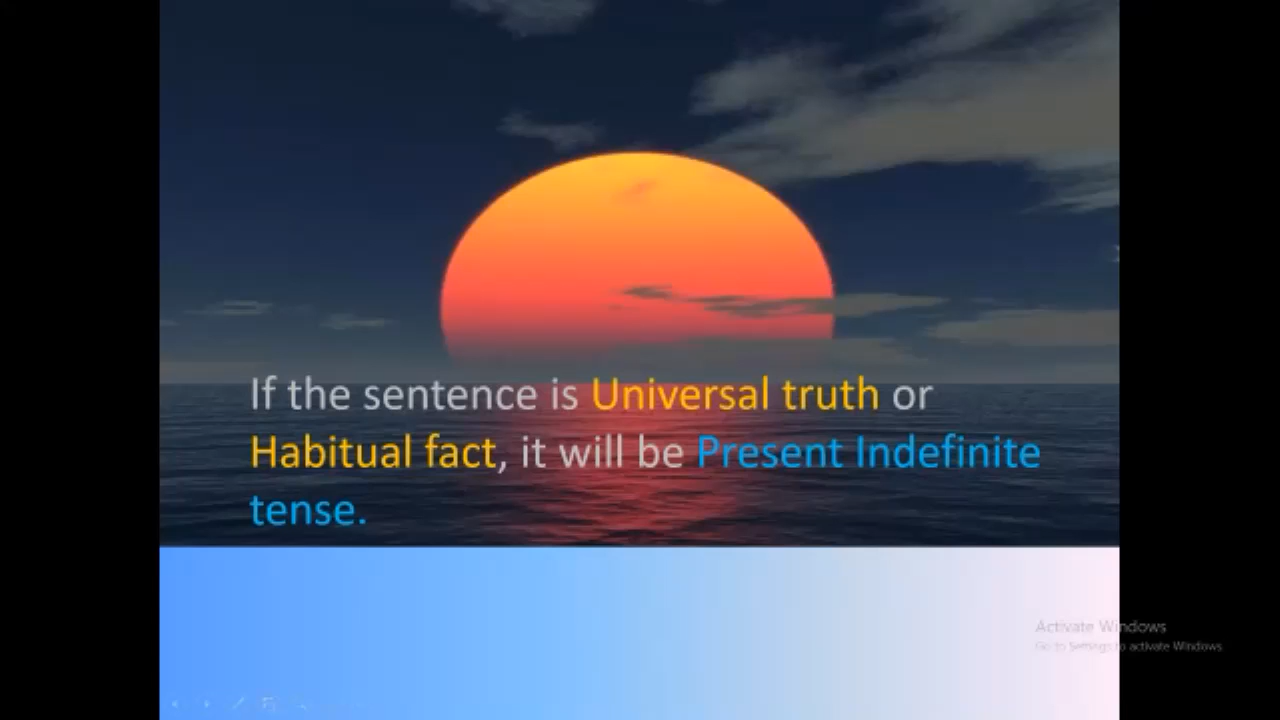 If the sentence is Universal truth or
Habitual fact, it will be Present Indefinite
tense.
Activate Windows
Go to Settings to activate Windows